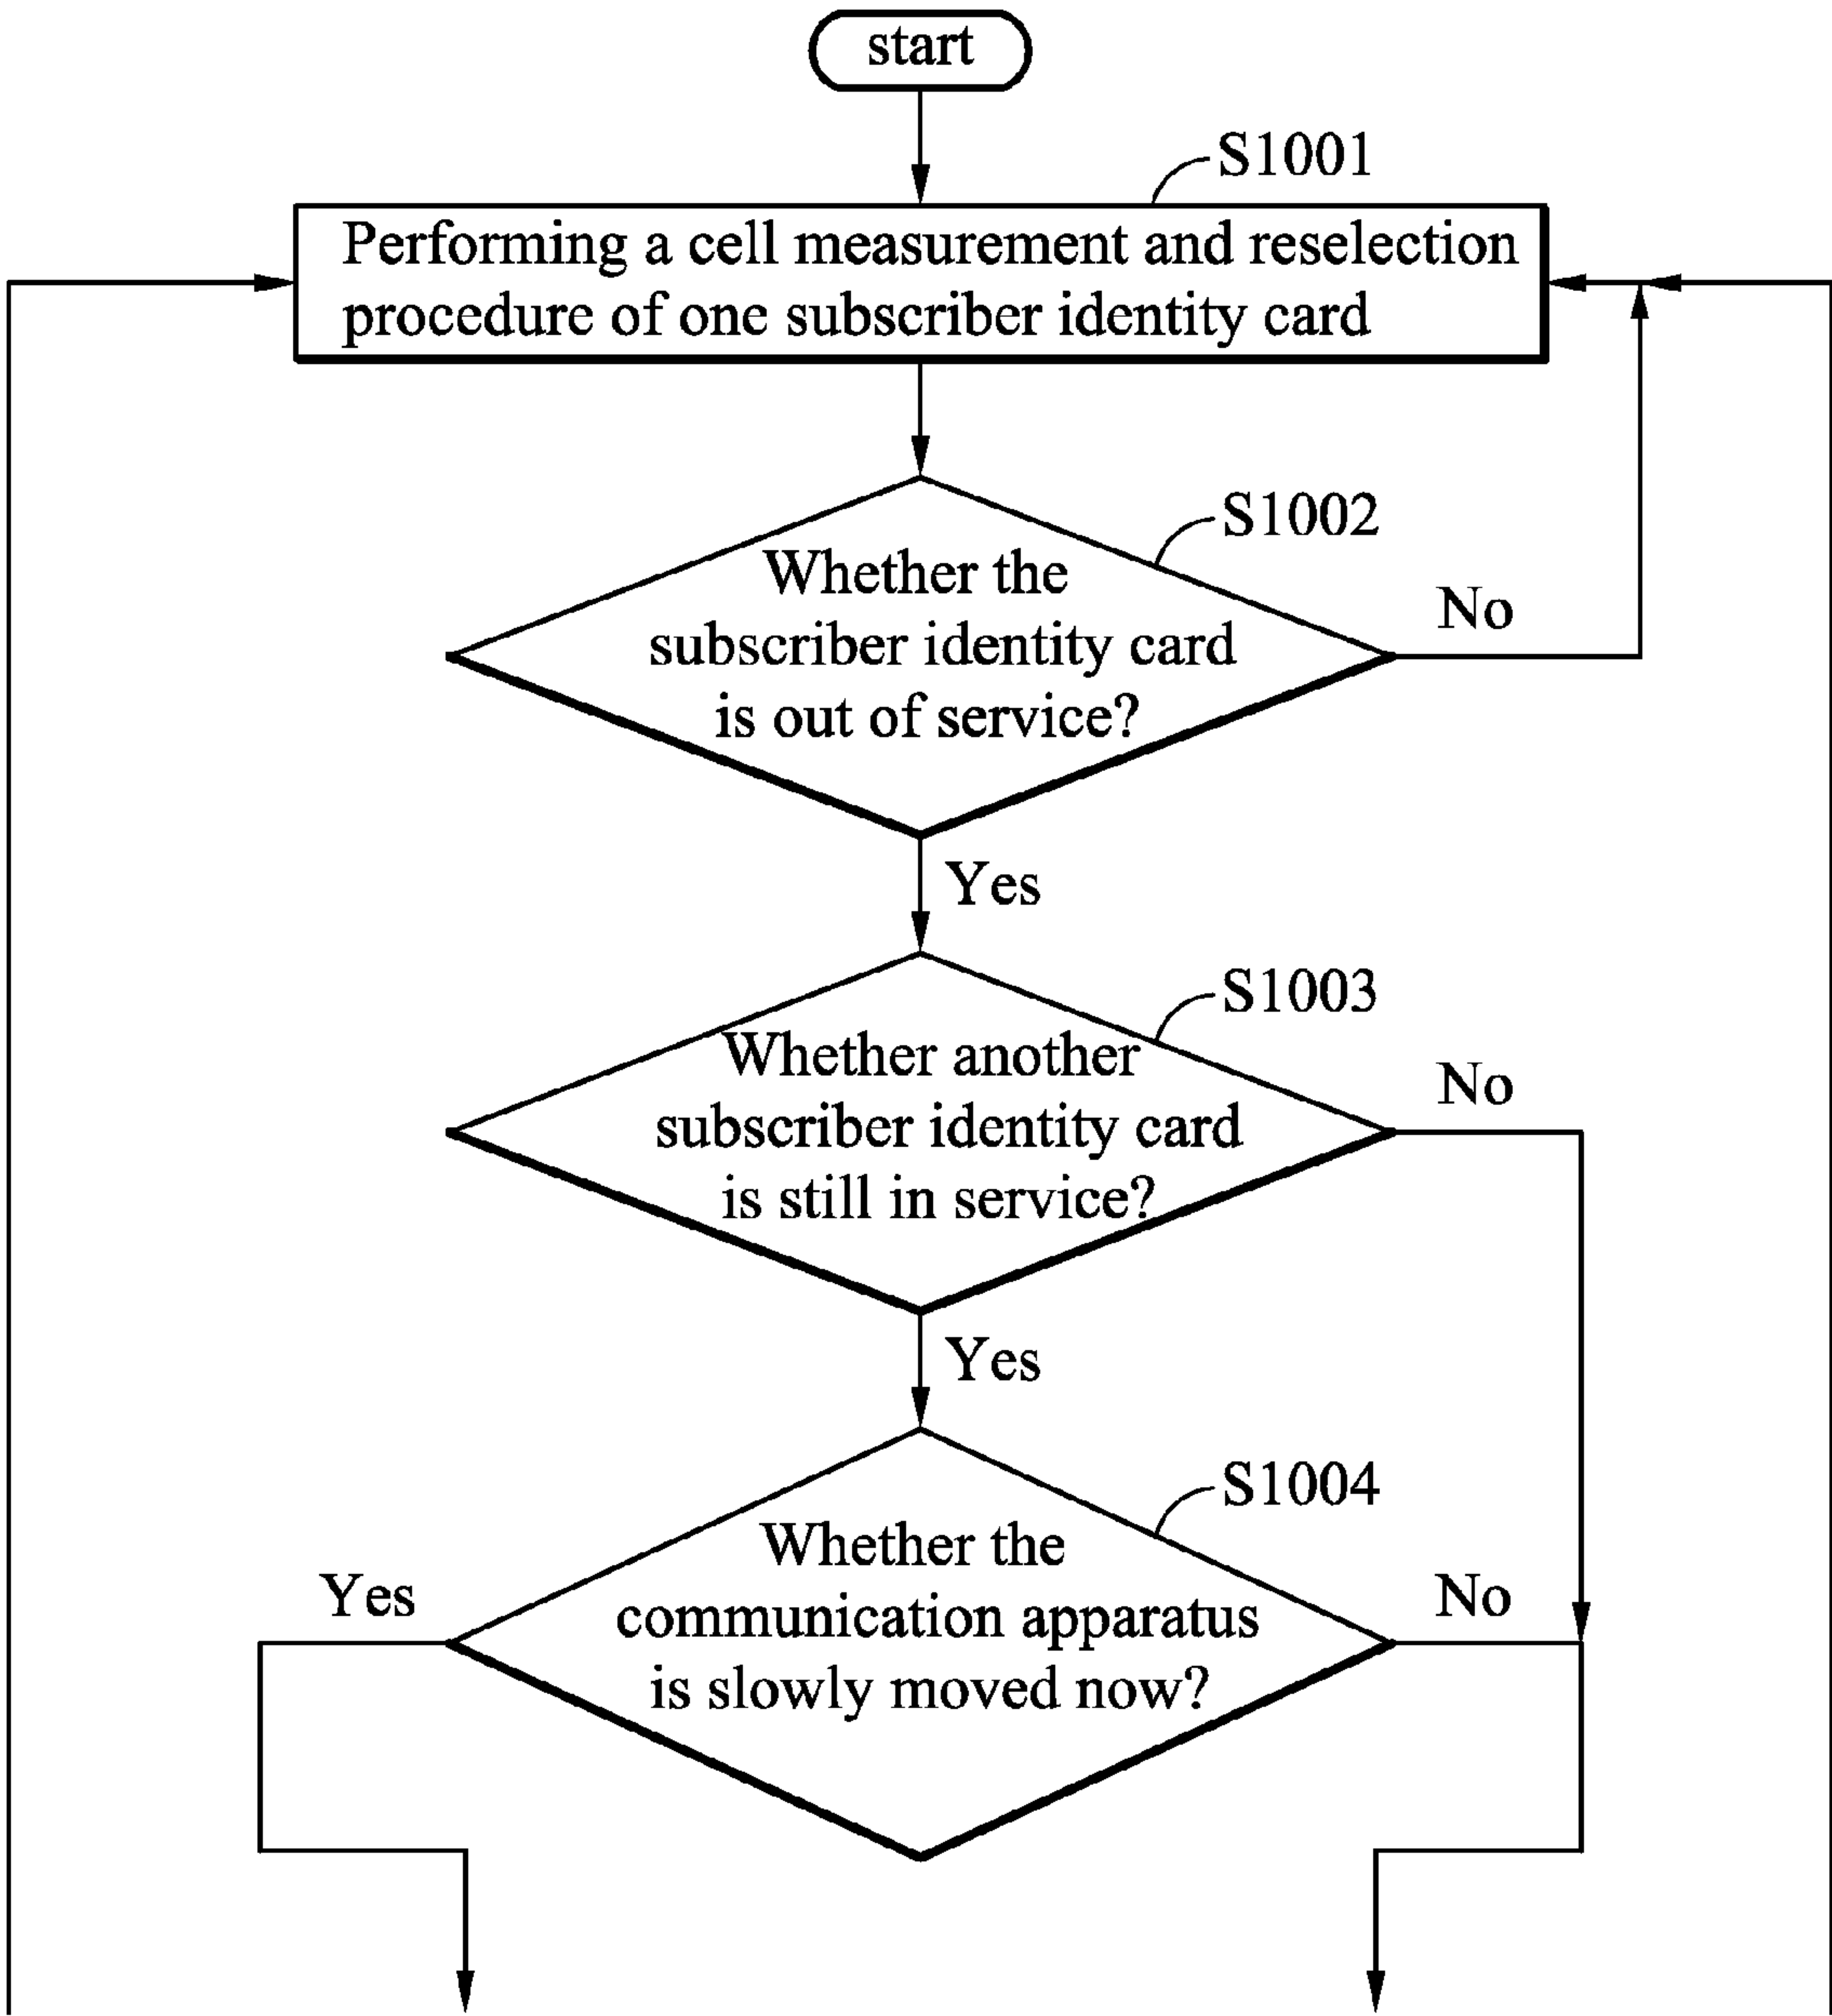 start
S1001
Performing a cell measurement and reselection
procedure of one subscriber identity card
S1002
Whether the
subscriber identity card
is out of service?
No
Yes
S1003
Whether another
subscriber identity card
is still in service?
No
Yes
S1004
Whether the
communication apparatus
is slowly moved now?
Yes
No